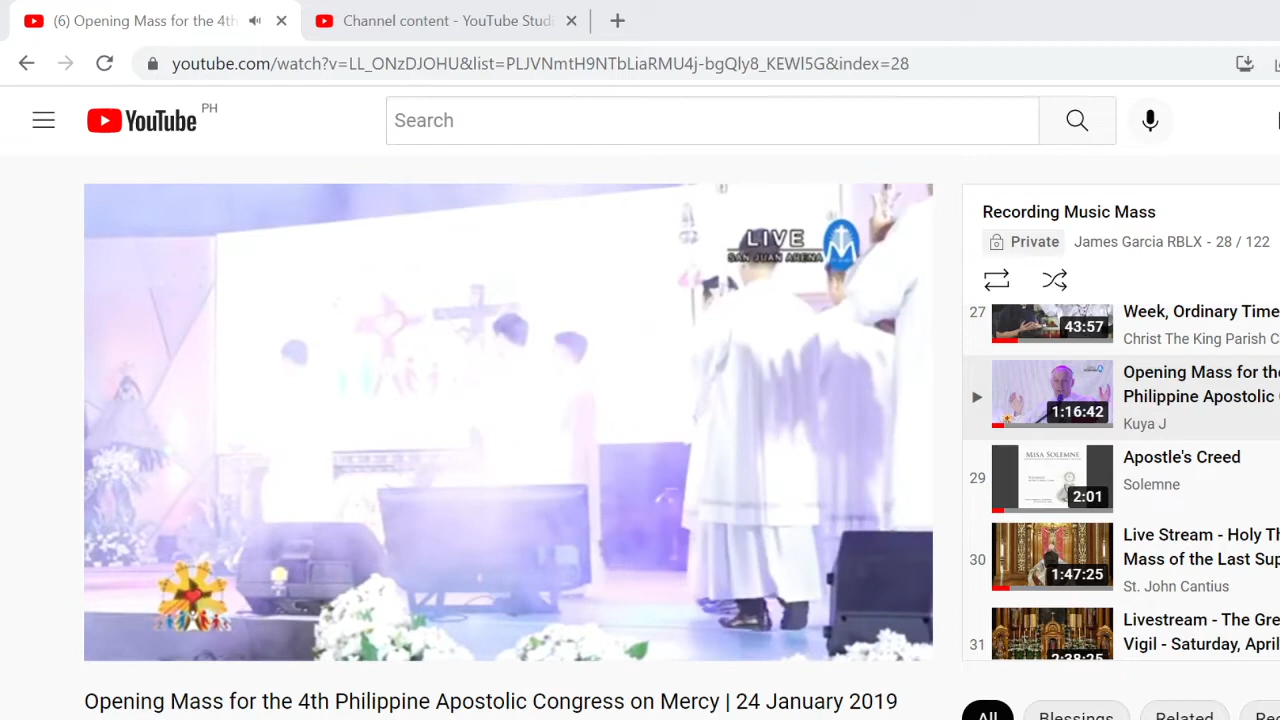 (6) Opening Mass for the 4th
Channel content - YouTube Studi
youtube.com/watch?v=LL_ONzDJOHU&list=PLJVNmtH9NTbLiaRMU4j-bgQly8_KEWl5G&index=28
YouTube PH
Search
LIVE
SAN JUAN ARENA
Opening Mass for the 4th Philippine Apostolic Congress on Mercy | 24 January 2019
Recording Music Mass
Private James Garcia RBLX - 28 / 122
27
43:57
Week, Ordinary Time
Christ The King Parish C
1:16:42
Opening Mass for the
Philippine Apostolic
Kuya J
29
MISA SOLEMNE
2:01
Apostle's Creed
Solemne
30
1:47:25
Live Stream - Holy Th
Mass of the Last Sup
St. John Cantius
31
2:38:25
Livestream - The Gre
Vigil - Saturday, April
All Blessings Related Rec